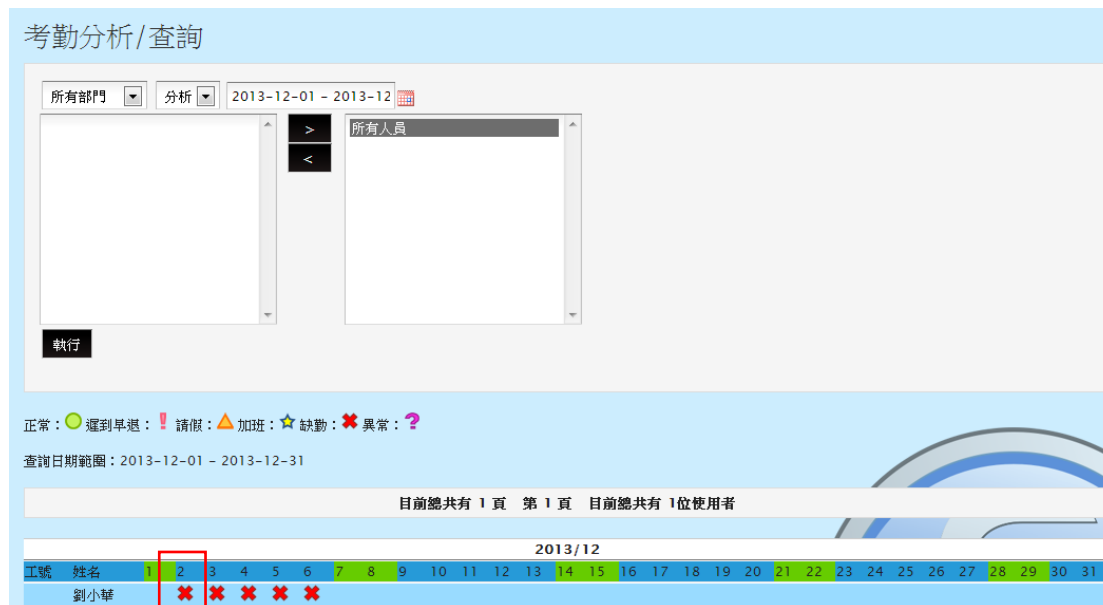 考勤分析/查詢
所有部門 分析 2013-12-01 - 2013-12
> 所有人員
<
執行
正常： 遲到早退： 請假： 加班： 缺勤： 異常：
查詢日期範圍：2013-12-01 - 2013-12-31
目前總共有 1 頁 第 1 頁 目前總共有 1位使用者
2013/12
工號 姓名 1 2 3 4 5 6 7 8 9 10 11 12 13 14 15 16 17 18 19 20 21 22 23 24 25 26 27 28 29 30 31
劉小華